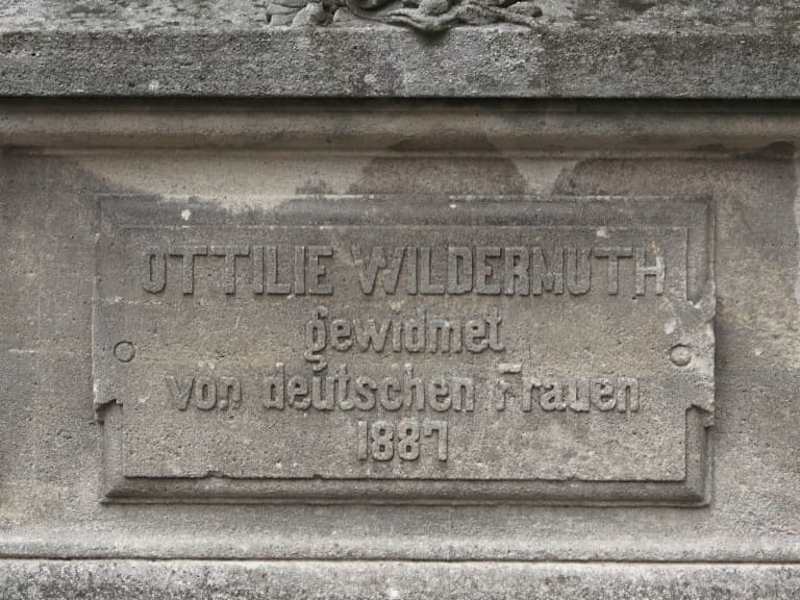 OTTILIE WILDERMUTH
gewidmet
von deutschen Frauen
1887